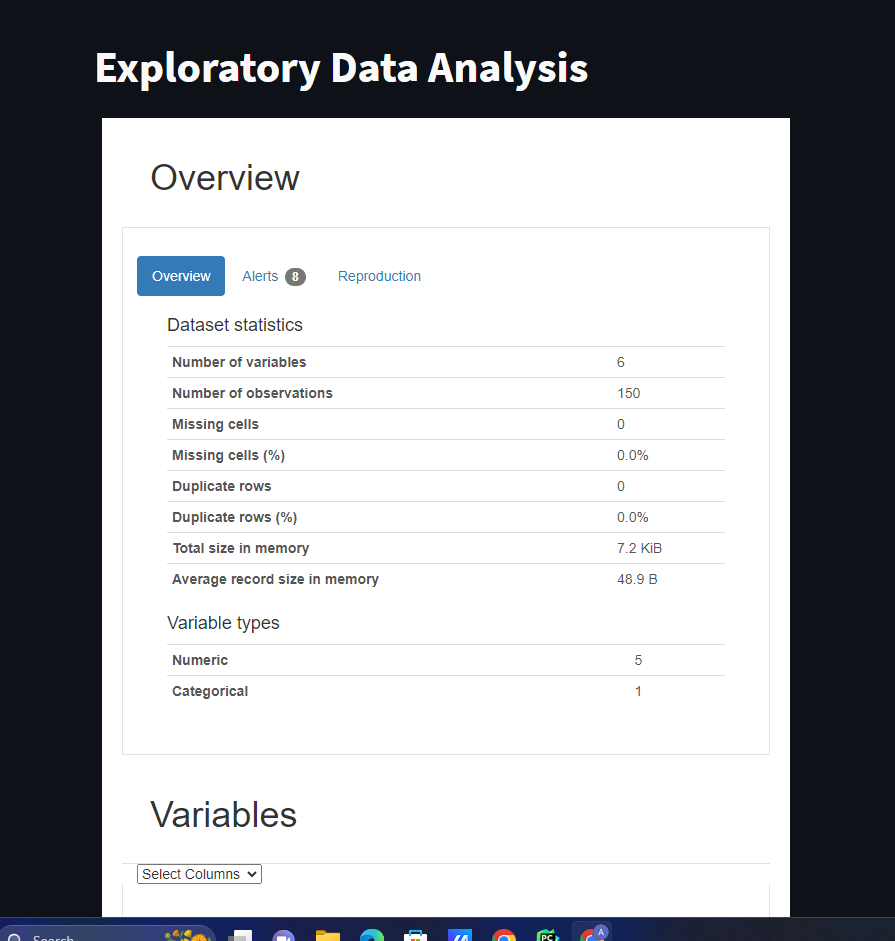 Exploratory Data Analysis
Overview
Overview Alerts 8 Reproduction
Dataset statistics
Number of variables 6
Number of observations 150
Missing cells 0
Missing cells (%) 0.0%
Duplicate rows 0
Duplicate rows (%) 0.0%
Total size in memory 7.2 KiB
Average record size in memory 48.9 B
Variable types
Numeric 5
Categorical 1
Variables
Select Columns
Search PC A